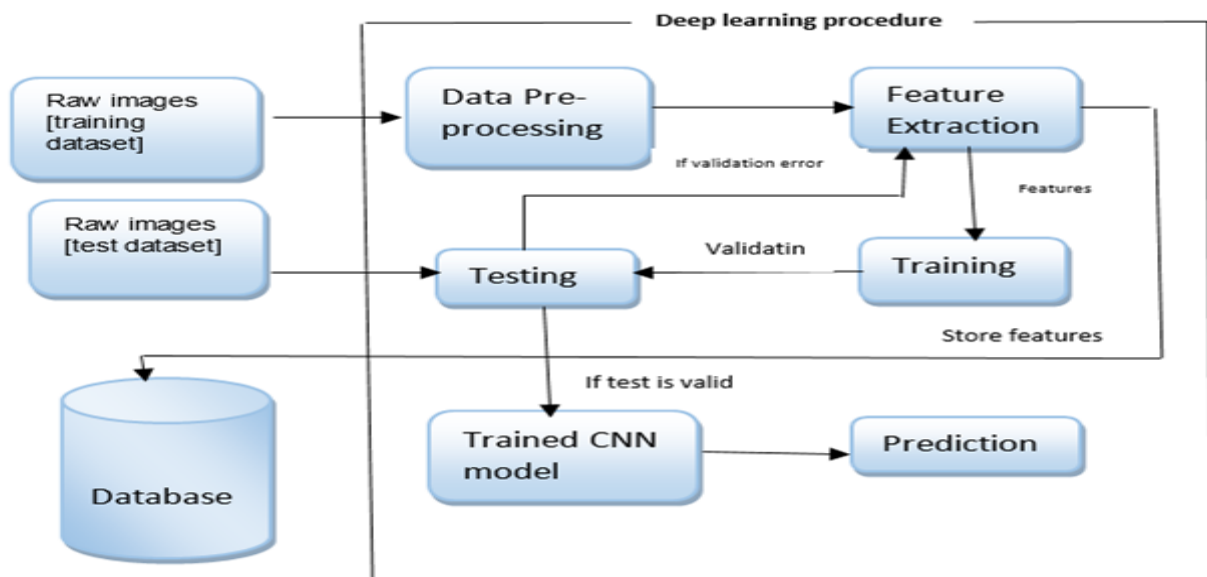 Deep learning procedure
Raw images
[training
dataset]
Data Pre-
processing
Feature
Extraction
If validation error
Features
Raw images
[test dataset]
Testing
Validatin
Training
Store features
If test is valid
Trained CNN
model
Prediction
Database